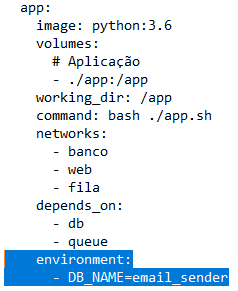 app:
  image: python:3.6
  volumes:
    # Aplicação
    - ./app:/app
  working_dir: /app
  command: bash ./app.sh
  networks:
    - banco
    - web
    - fila
  depends_on:
    - db
    - queue
  environment:
    - DB_NAME=email_sender